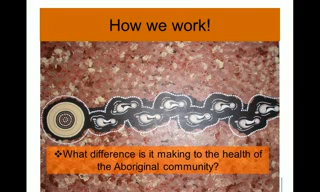 How we work!
❖What difference is it making to the health of
the Aboriginal community?